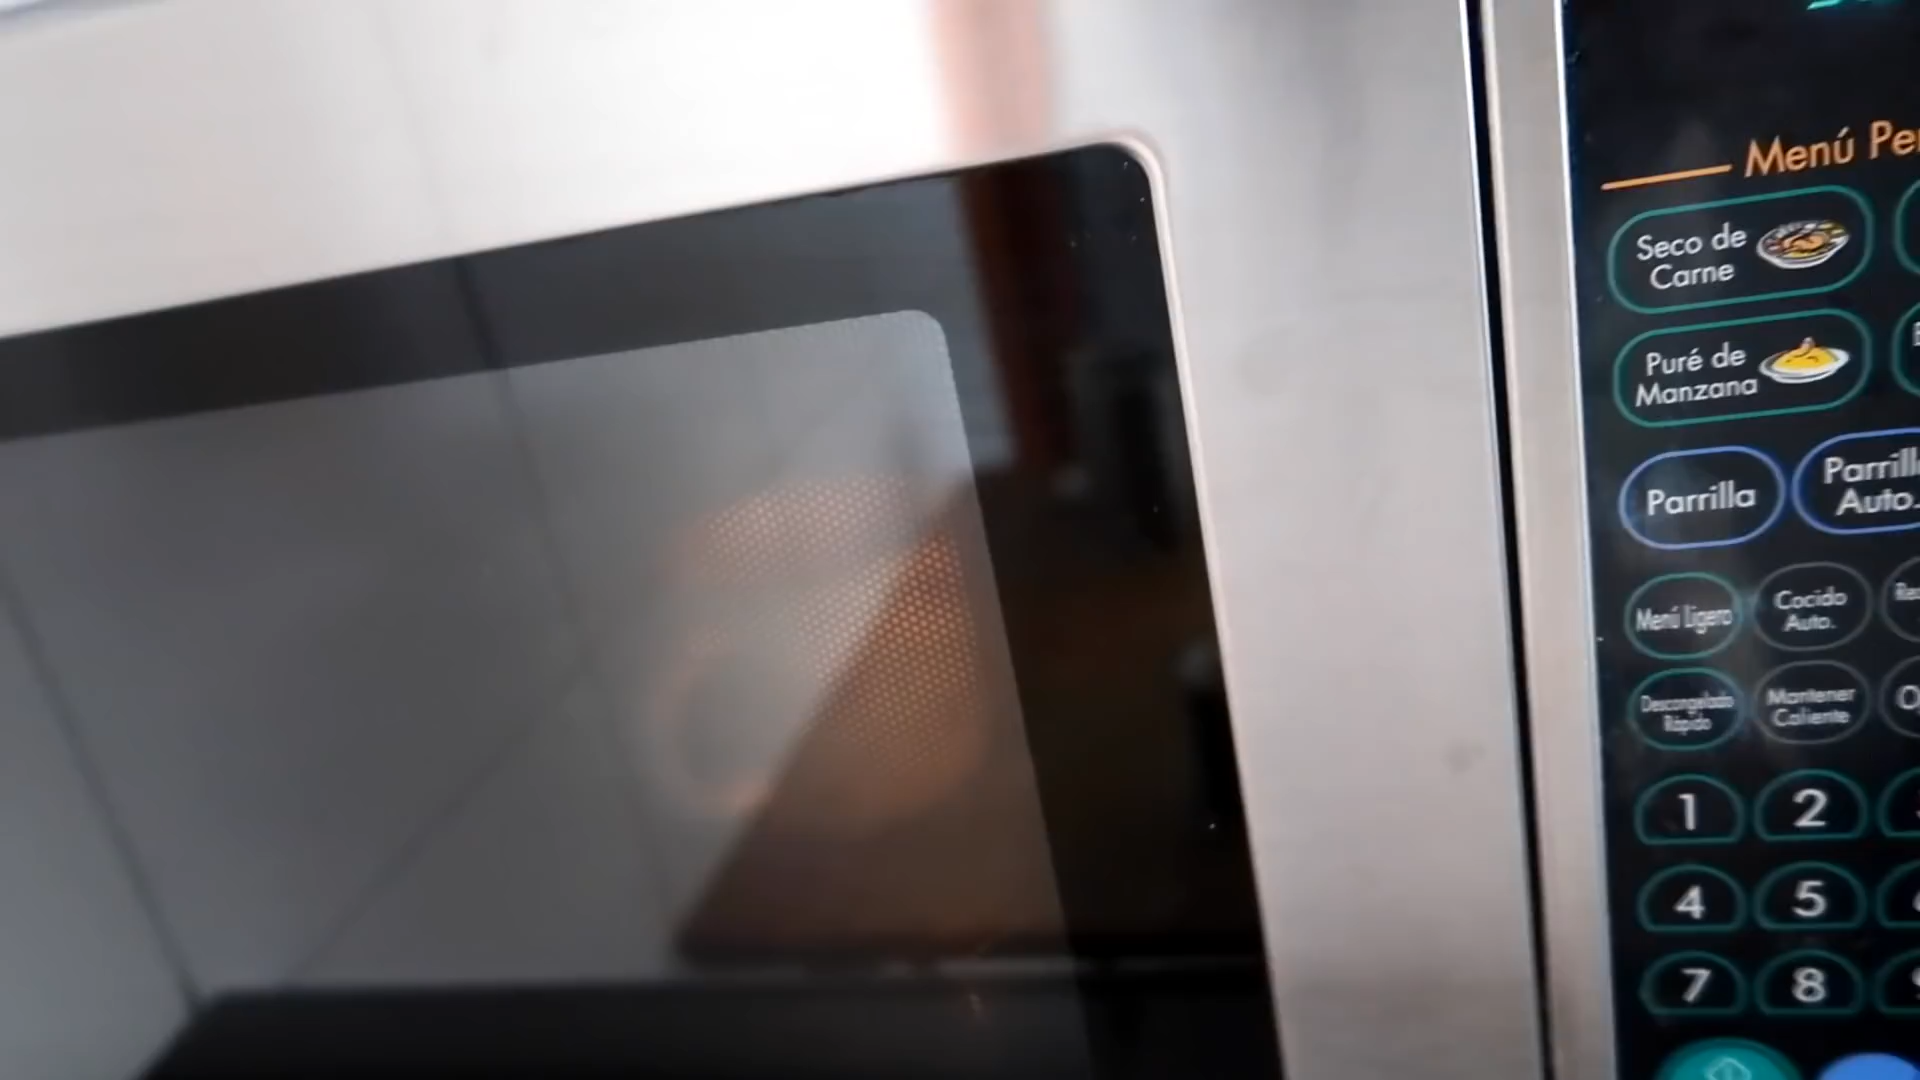 Menú Per
Seco de
Carne
Puré de
Manzana
Parrilla
Parrilla
Auto.
Menú Ligero
Cocido
Auto.
Descongelado
Rápido
Mantener
Caliente
1
2
4
5
7
8